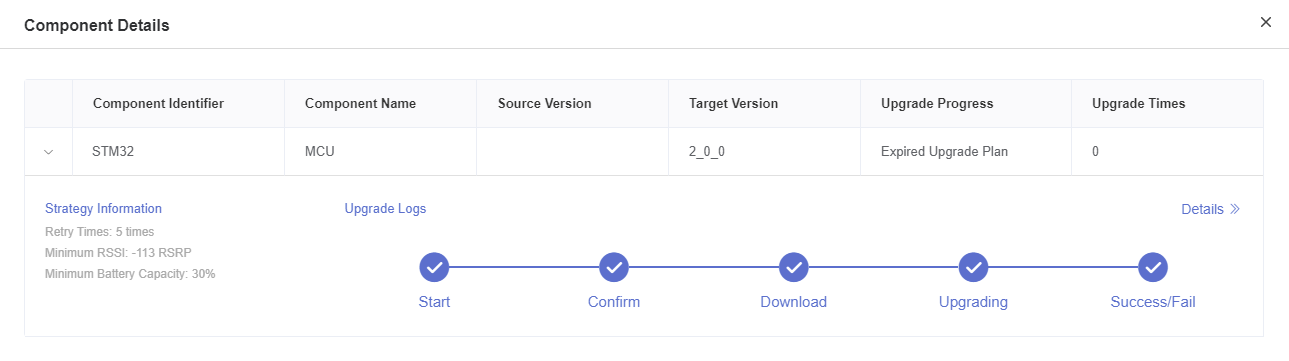 Component Details
Component Identifier Component Name Source Version Target Version Upgrade Progress Upgrade Times
STM32 MCU 2_0_0 Expired Upgrade Plan 0
Strategy Information Upgrade Logs Details
Retry Times: 5 times
Minimum RSSI: -113 RSRP
Minimum Battery Capacity: 30%
Start Confirm Download Upgrading Success/Fail